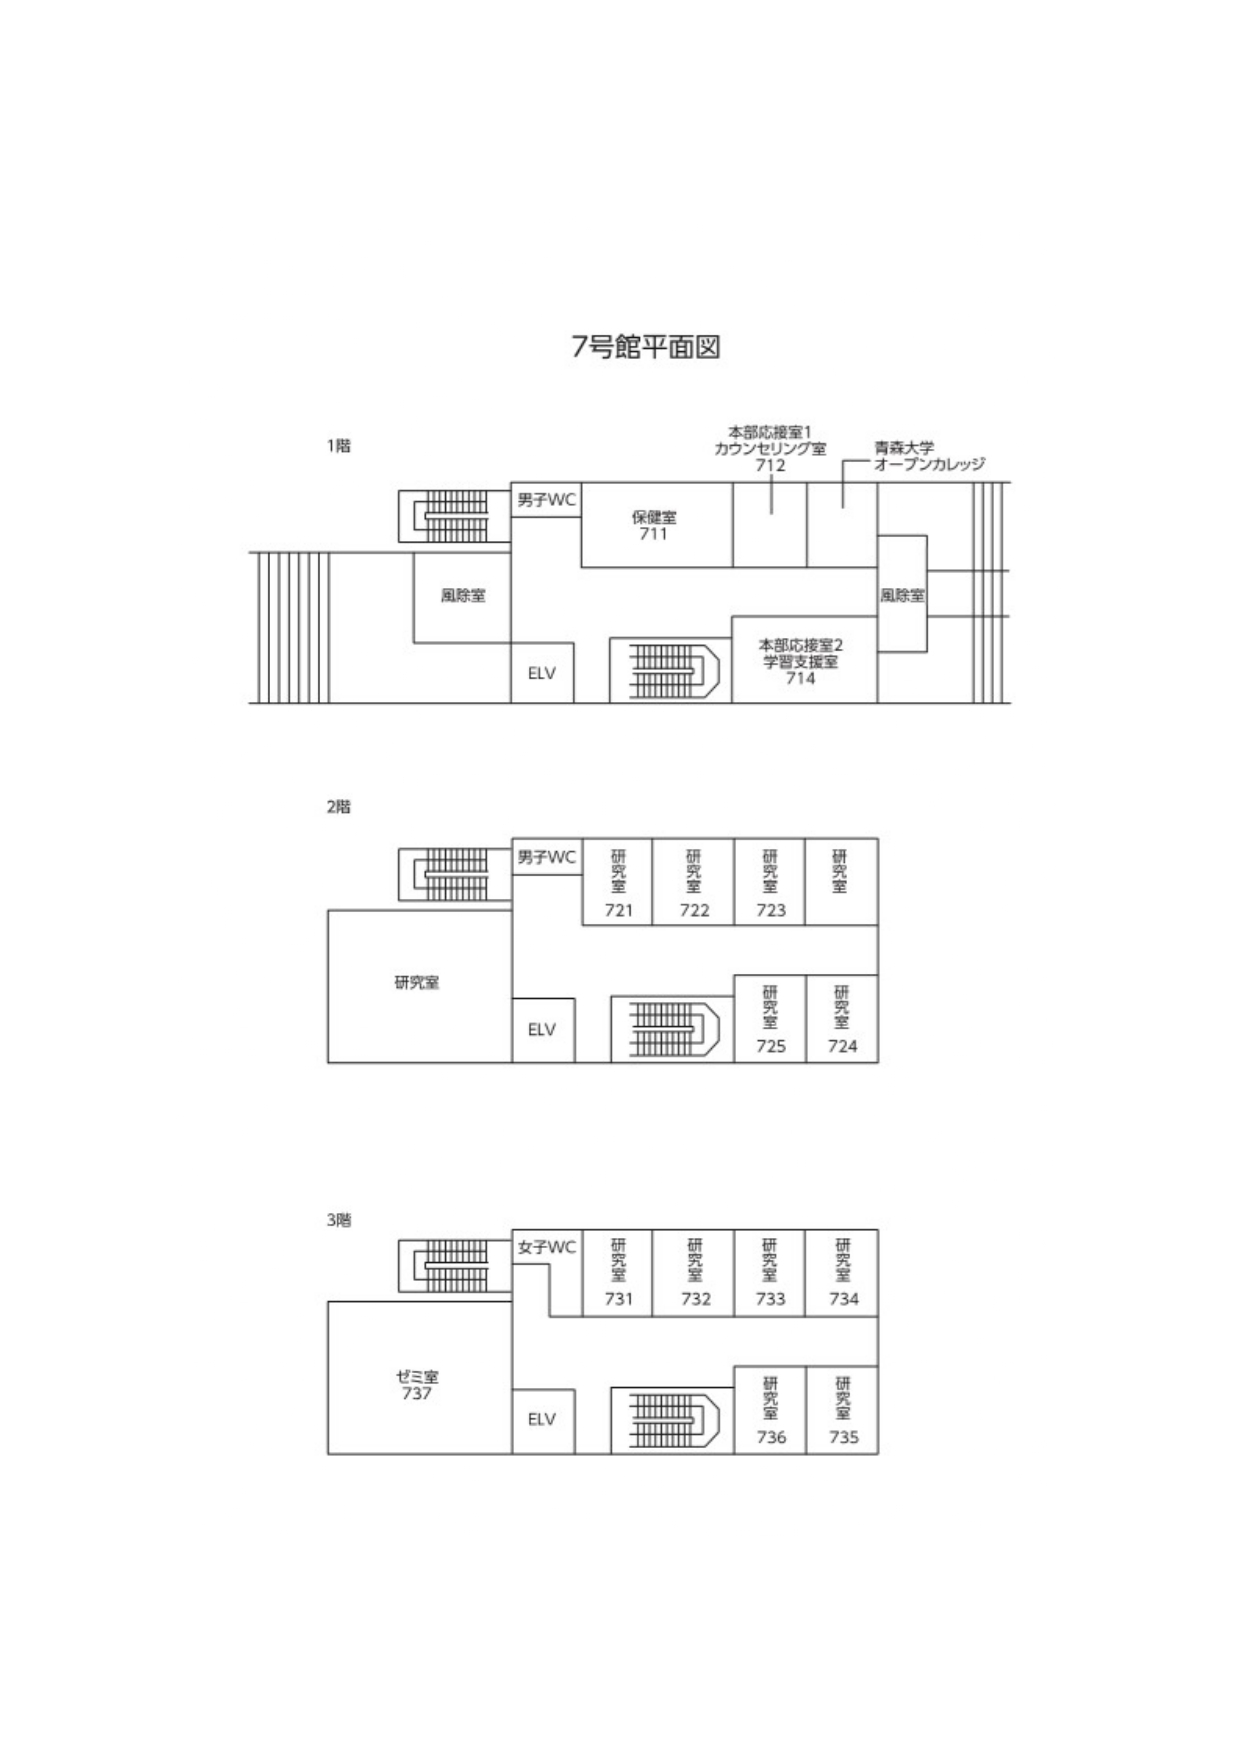 7号館平面図
1階
本部応接室1
カウンセリング室
712
青森大学
オープンカレッジ
男子WC
保健室
711
風除室
風除室
本部応接室2
学習支援室
714
ELV
2階
男子WC
研究室
721
研究室
722
研究室
723
研究室
研究室
ELV
研究室
725
研究室
724
3階
女子WC
研究室
731
研究室
732
研究室
733
研究室
734
ゼミ室
737
ELV
研究室
736
研究室
735